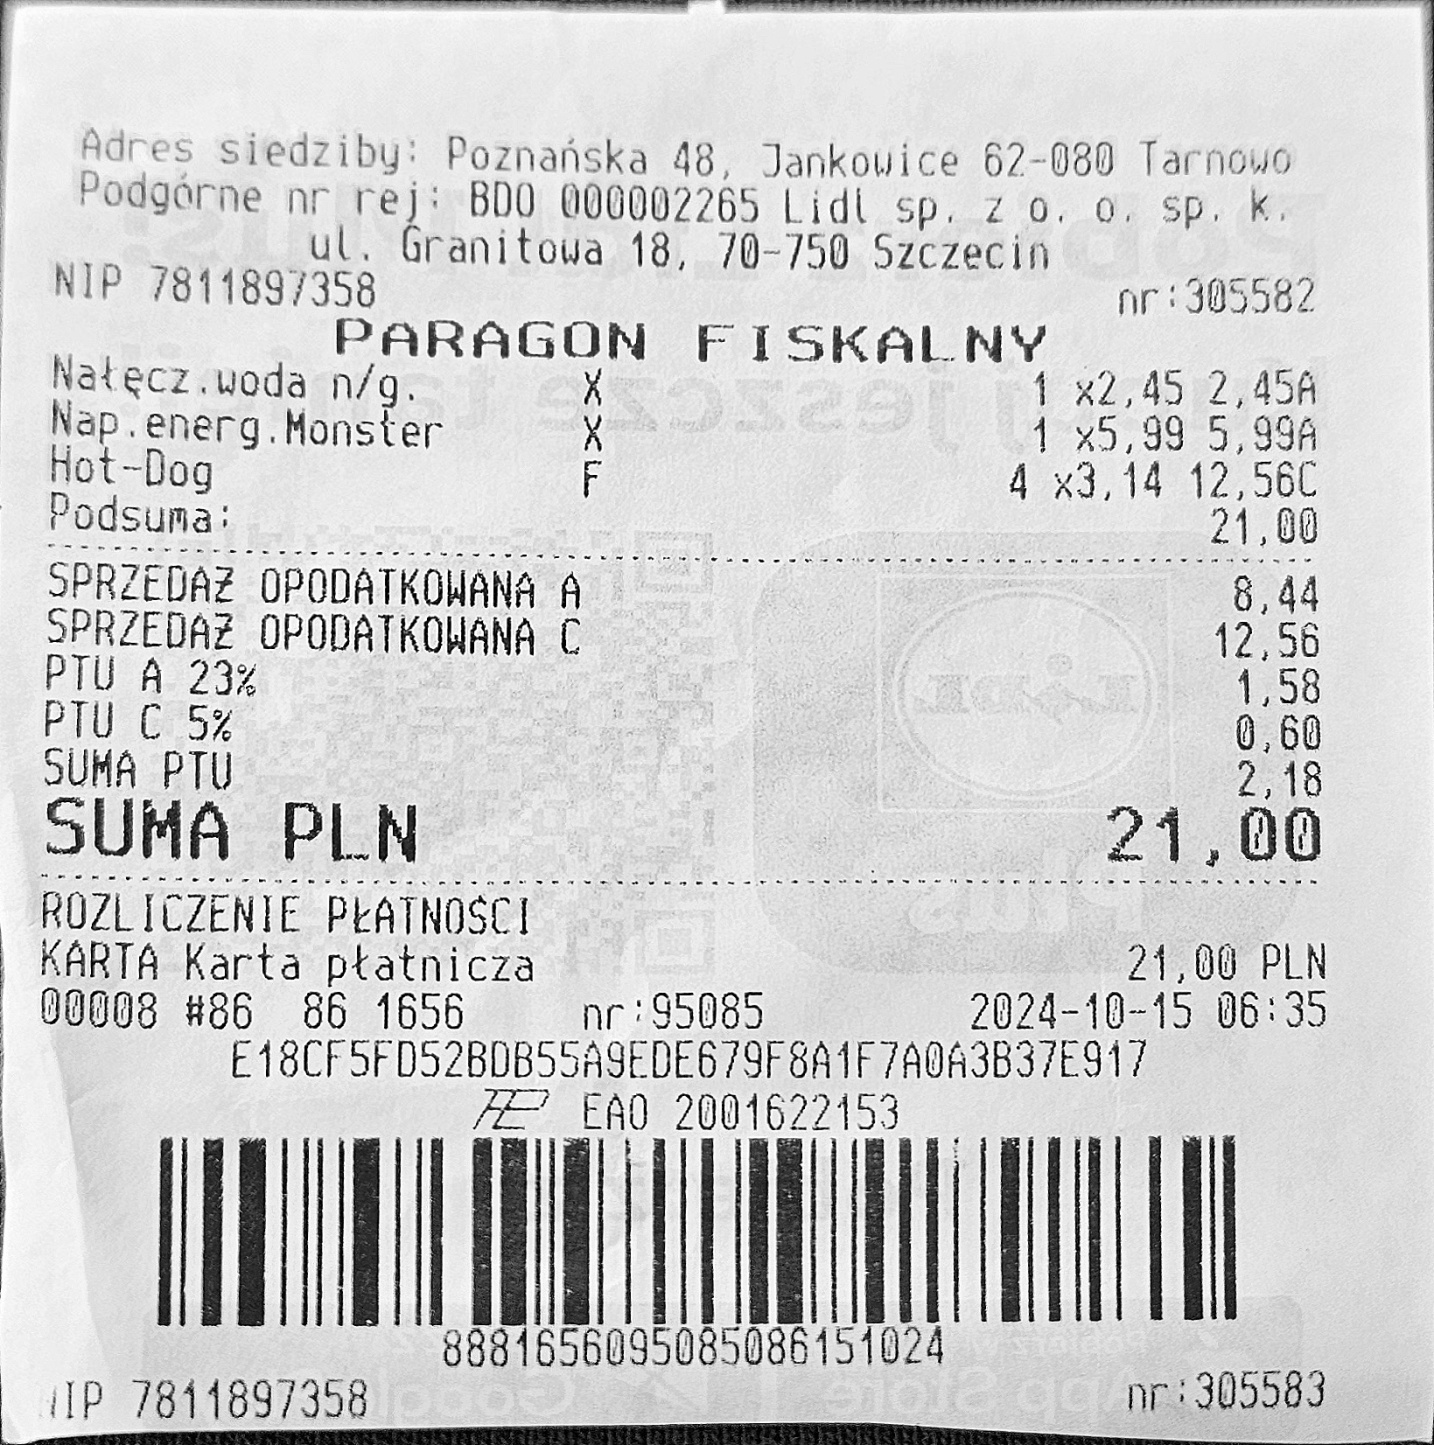 Adres siedziby: Poznańska 48, Jankowice 62-080 Tarnowo
Podgórne nr rej: BDO 000002265 Lidl sp. z o. o. sp. k.
ul. Granitowa 18, 70-750 Szczecin
NIP 7811897358 nr:305582
PARAGON FISKALNY
Nałęcz.woda n/g. X 1 x2,45 2,45A
Nap.energ.Monster X 1 x5,99 5,99A
Hot-Dog F 4 x3,14 12,56C
Podsuma: 21,00
SPRZEDAŻ OPODATKOWANA A 8,44
SPRZEDAŻ OPODATKOWANA C 12,56
PTU A 23% 1,58
PTU C 5% 0,60
SUMA PTU 2,18
SUMA PLN 21,00
ROZLICZENIE PŁATNOŚCI
KARTA Karta płatnicza 21,00 PLN
00008 #86 86 1656 nr:95085 2024-10-15 06:35
E18CF5FD52BDB55A9EDE679F8A1F7A0A3B37E917
EAO 2001622153
8881656095085086151024
NIP 7811897358 nr:305583